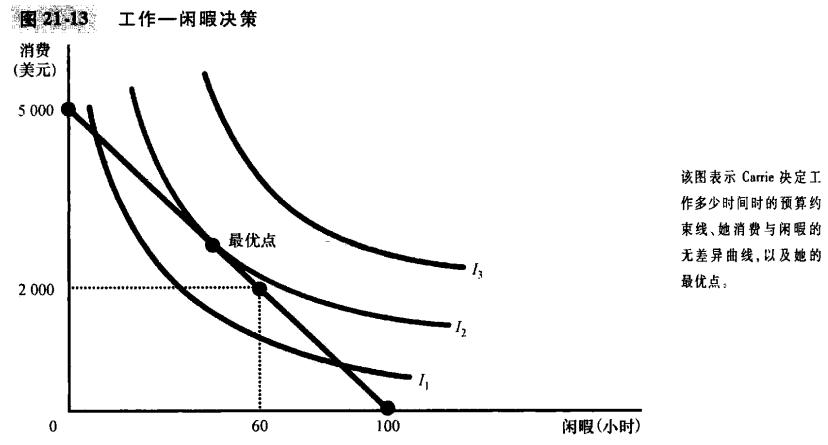 图 21-13 工作—闲暇决策
消费
(美元)
5 000
最优点
2 000
I3
I2
I1
0
60
100
闲暇(小时)
该图表示 Carrie 决定工
作多少时间时的预算约
束线、她消费与闲暇的
无差异曲线,以及她的
最优点。